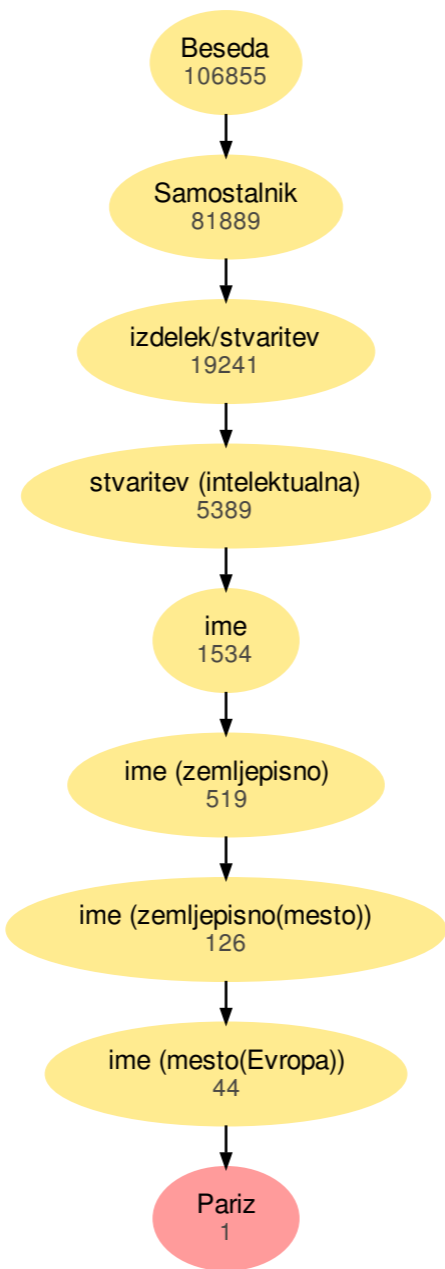 Beseda
106855
Samostalnik
81889
izdelek/stvaritev
19241
stvaritev (intelektualna)
5389
ime
1534
ime (zemljepisno)
519
ime (zemljepisno(mesto))
126
ime (mesto(Evropa))
44
Pariz
1